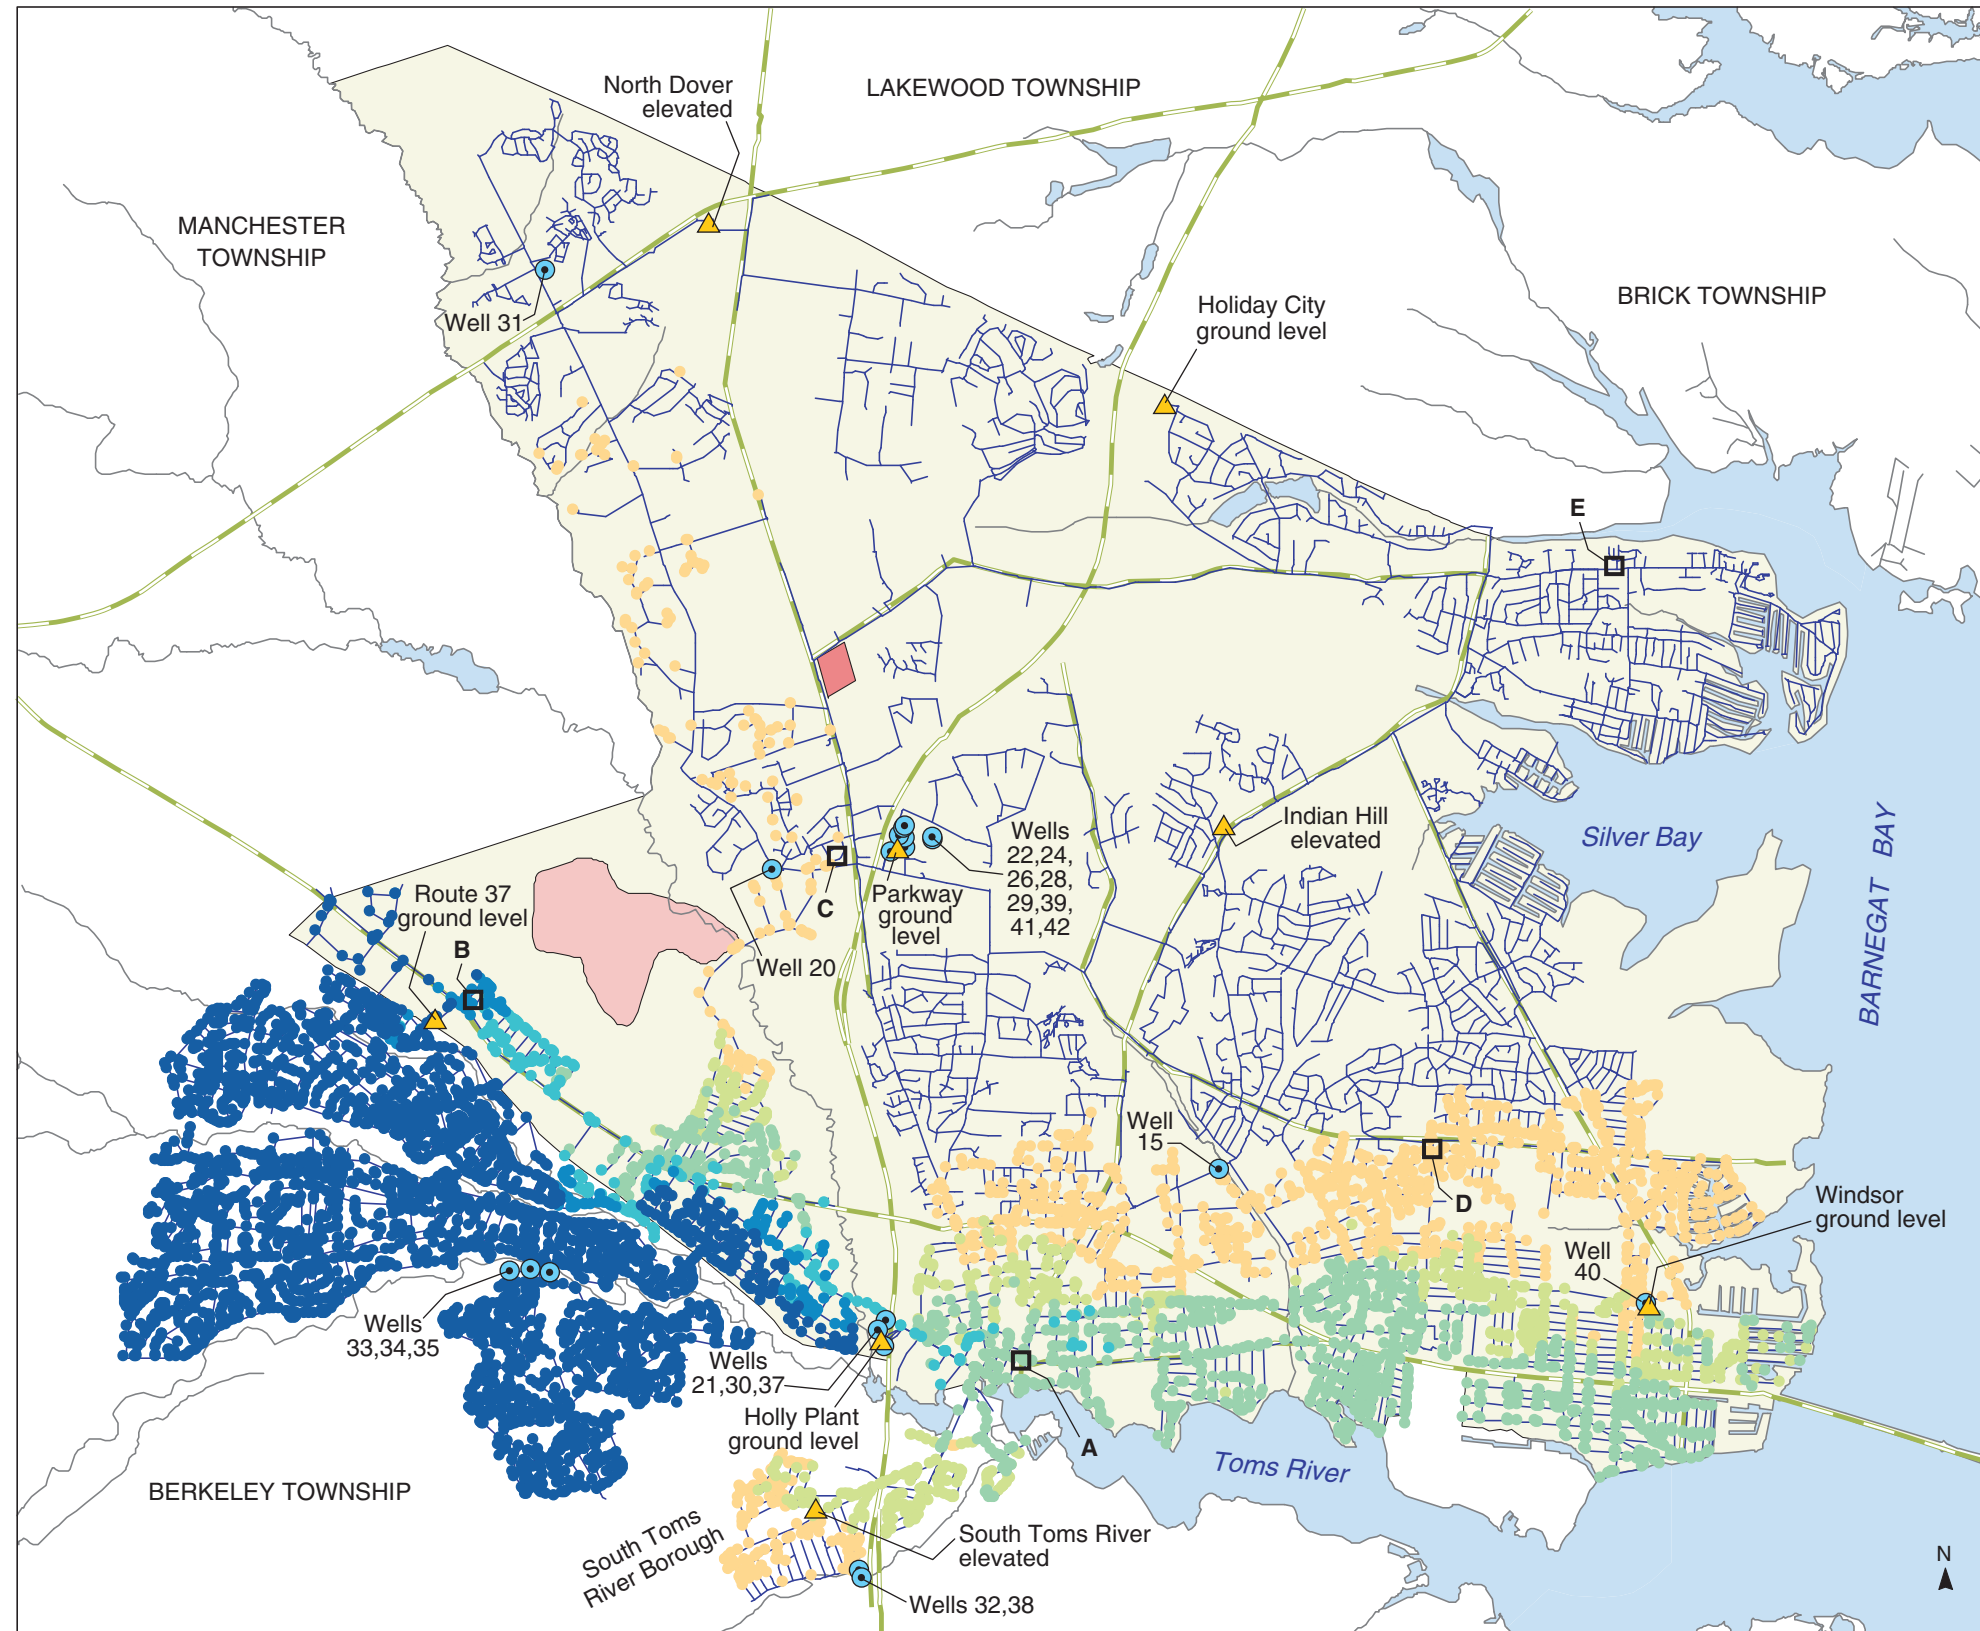 North Dover
elevated
LAKEWOOD TOWNSHIP
MANCHESTER
TOWNSHIP
BRICK TOWNSHIP
Holiday City
ground level
Well 31
E
Silver Bay
BARNEGAT BAY
Indian Hill
elevated
Wells
22,24,
26,28,
29,39,
41,42
Parkway
ground
level
C
Route 37
ground level
B
Well 20
Well
15
D
Windsor
ground level
Well
40
Wells
33,34,35
Wells
21,30,37
Holly Plant
ground level
A
Toms River
BERKELEY TOWNSHIP
South Toms
River Borough
South Toms River
elevated
Wells 32,38
N